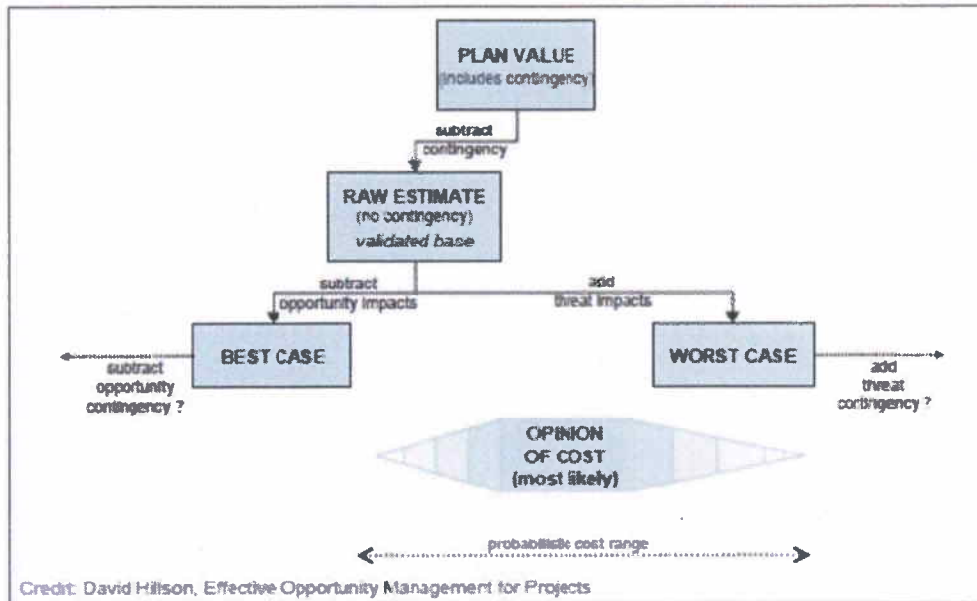 PLAN VALUE
(includes contingency)
subtract
contingency
RAW ESTIMATE
(no contingency)
validated base
subtract
opportunity impacts
add
threat impacts
BEST CASE
WORST CASE
subtract
opportunity
contingency ?
add
threat
contingency ?
OPINION
OF COST
(most likely)
probabilistic cost range
Credit: David Hillson, Effective Opportunity Management for Projects